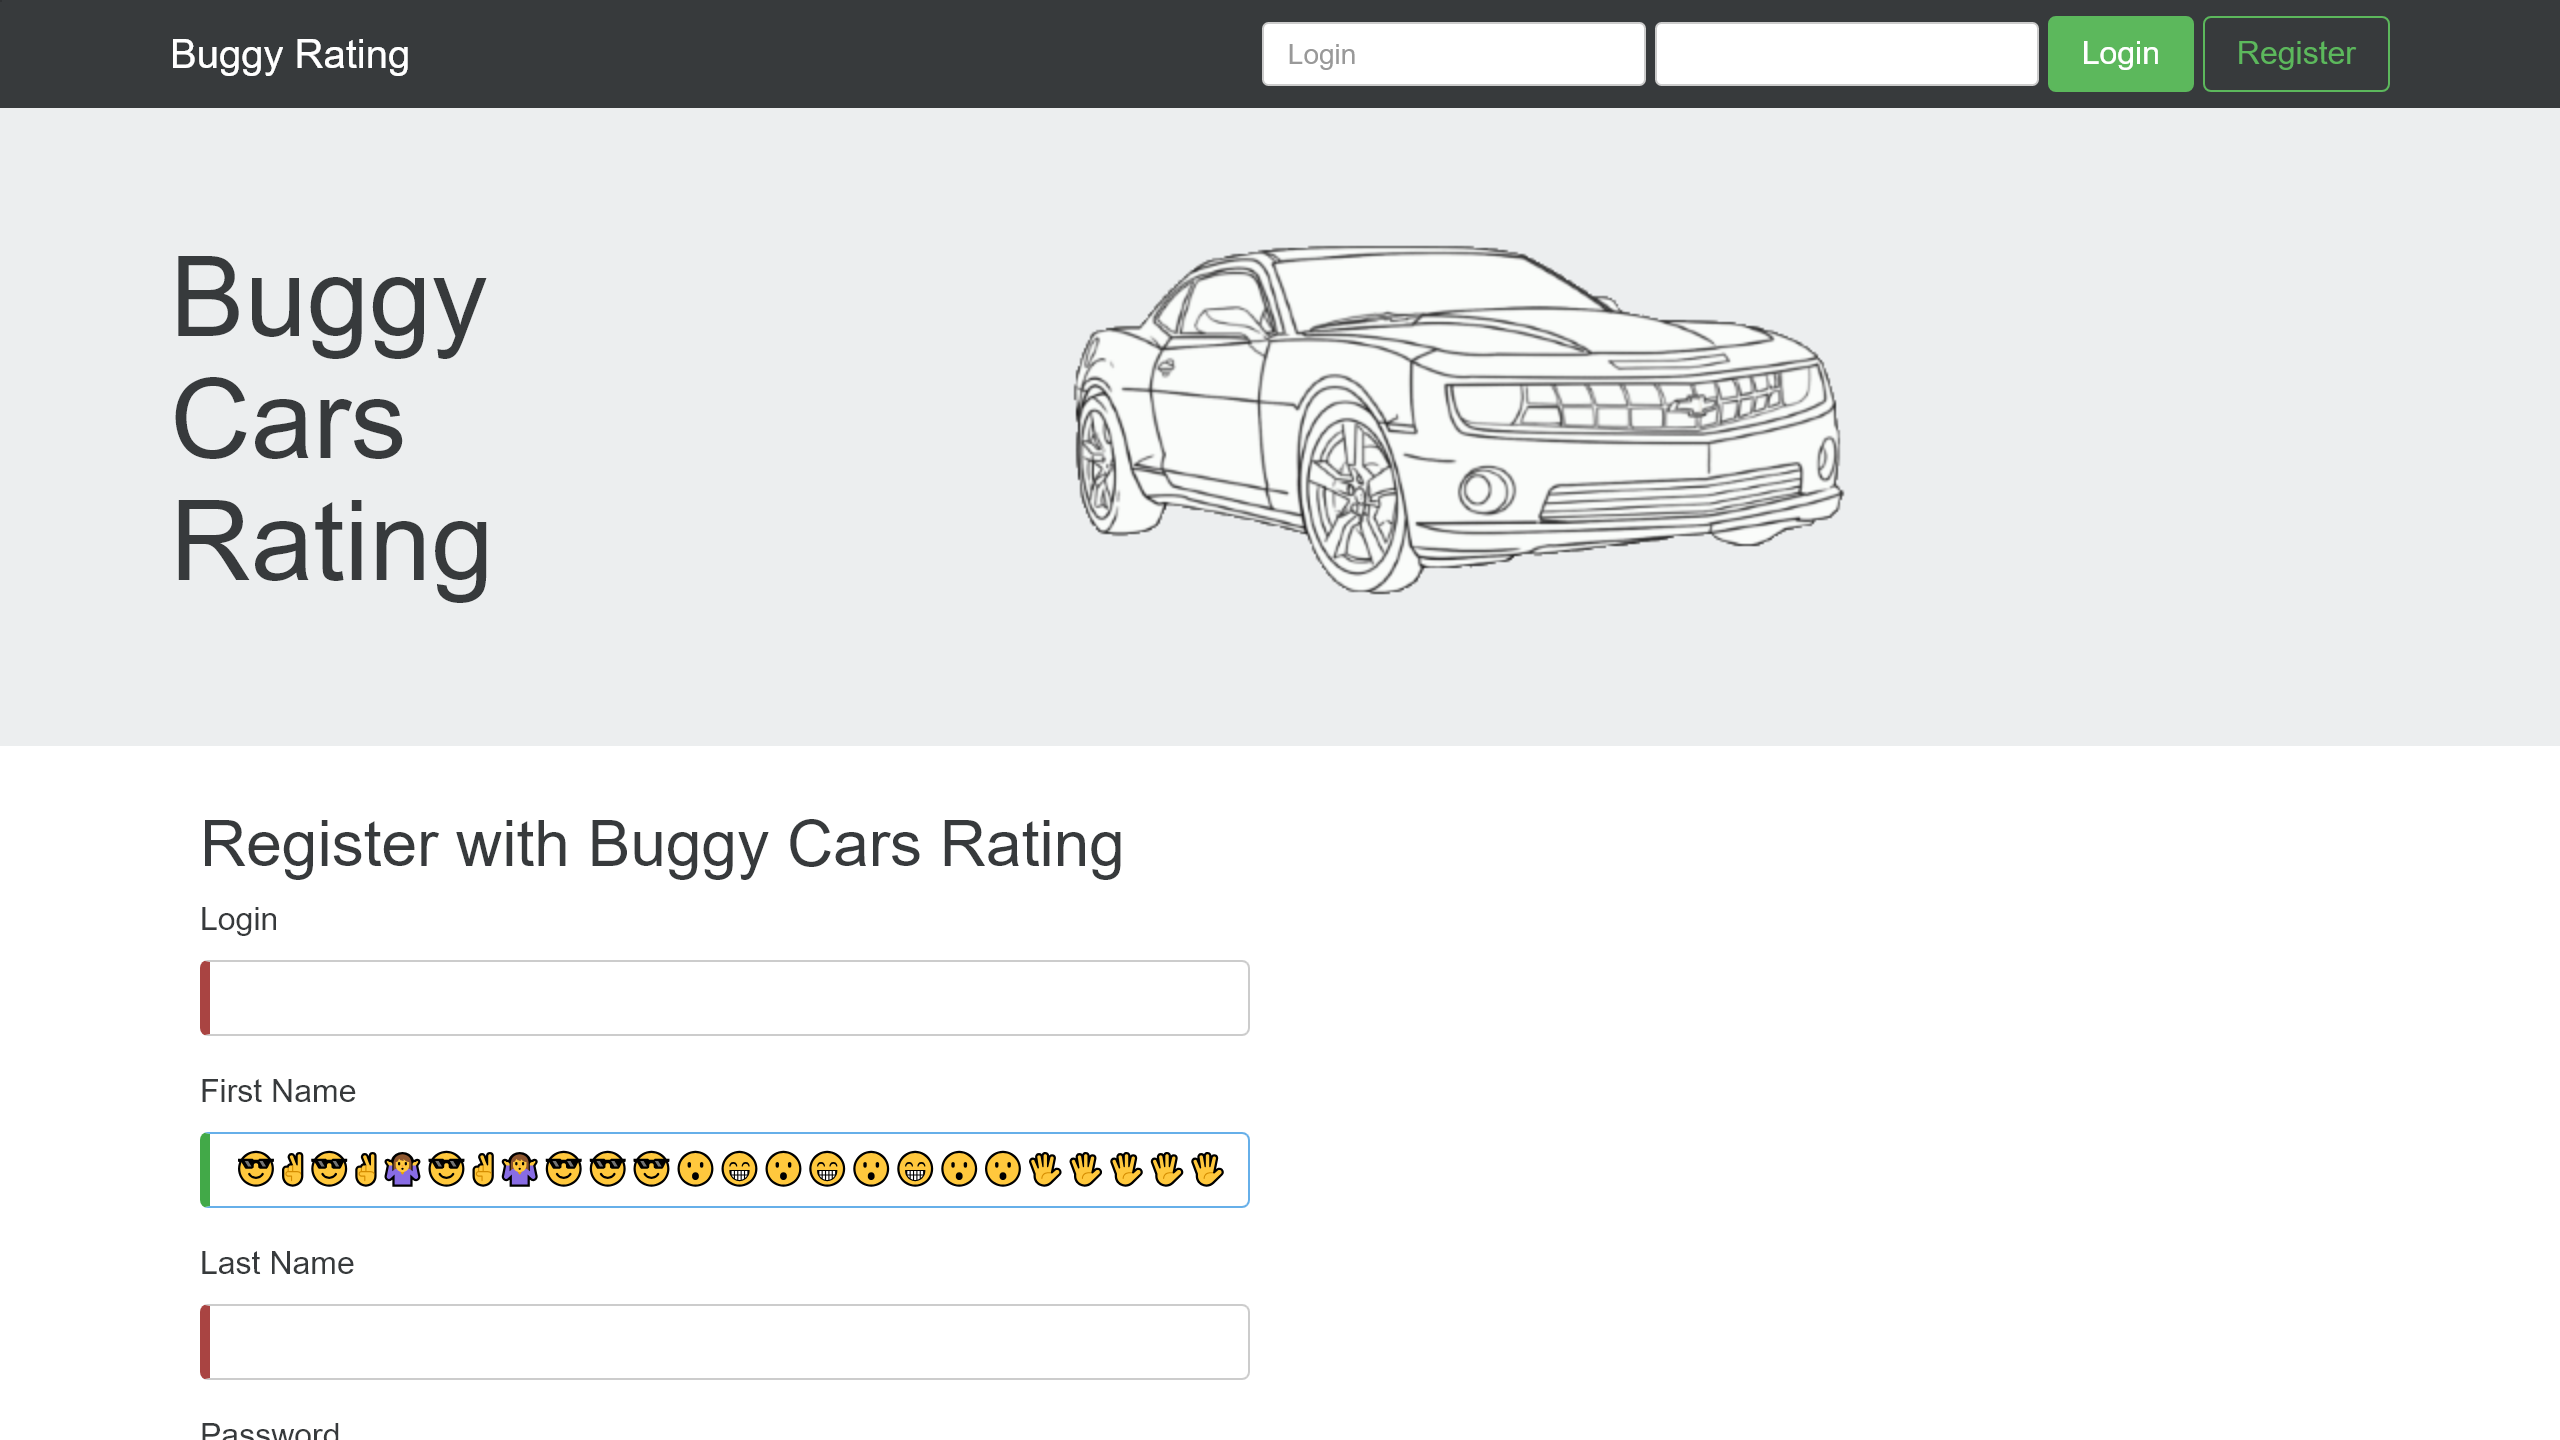 Buggy Rating
Login
Login
Register
Buggy
Cars
Rating
Register with Buggy Cars Rating
Login
First Name
😎✌😎✌🤷‍♀️😎✌🤷‍♀️😎😎😎😮😁😮😁😮😁😮😮🖐🖐🖐🖐🖐
Last Name
Password